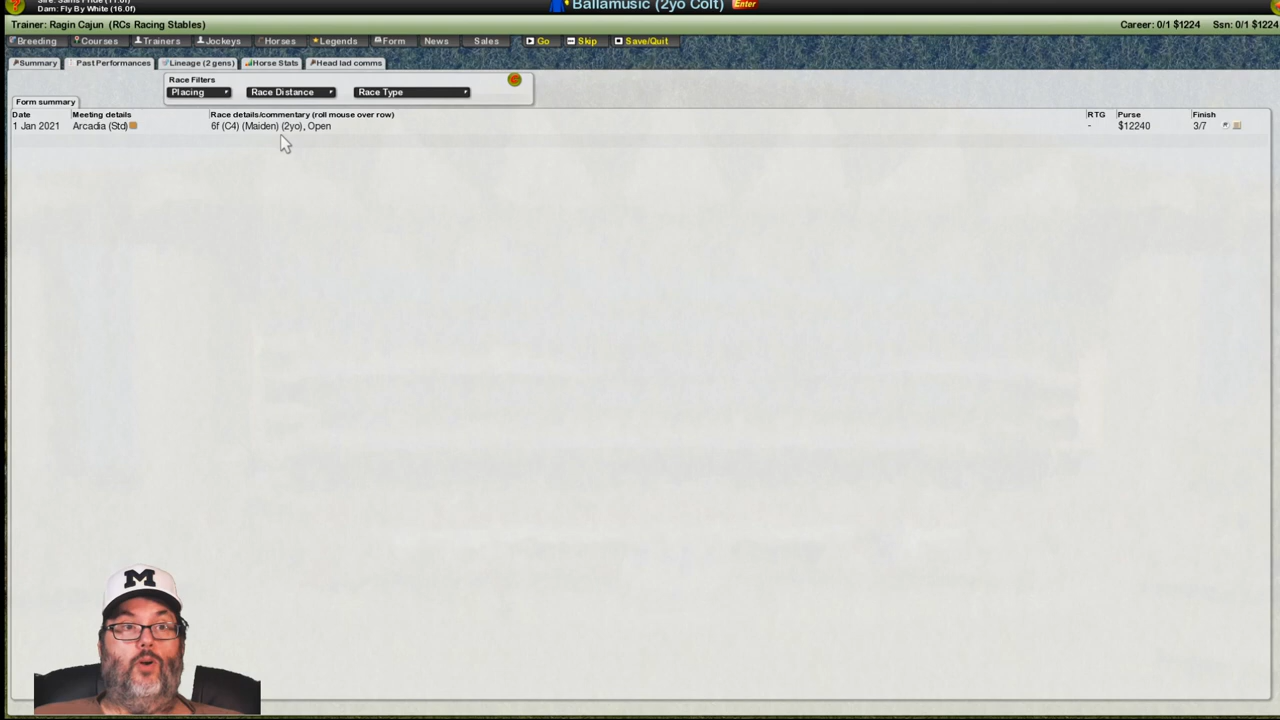 Dam: Fly By White (16.0f)
Ballamusic (2yo Colt) Enter
Trainer: Ragin Cajun (RCs Racing Stables) Career: 0/1 $1224 Ssn: 0/1 $1224
Breeding Courses Trainers Jockeys Horses Legends Form News Sales Go Skip Save/Quit
Summary Past Performances Lineage (2 gens) Horse Stats Head lad comms
Race Filters
Placing Race Distance Race Type
Form summary
Date Meeting details Race details/commentary (roll mouse over row) RTG Purse Finish
1 Jan 2021 Arcadia (Std) 6f (C4) (Maiden) (2yo), Open - $12240 3/7
M